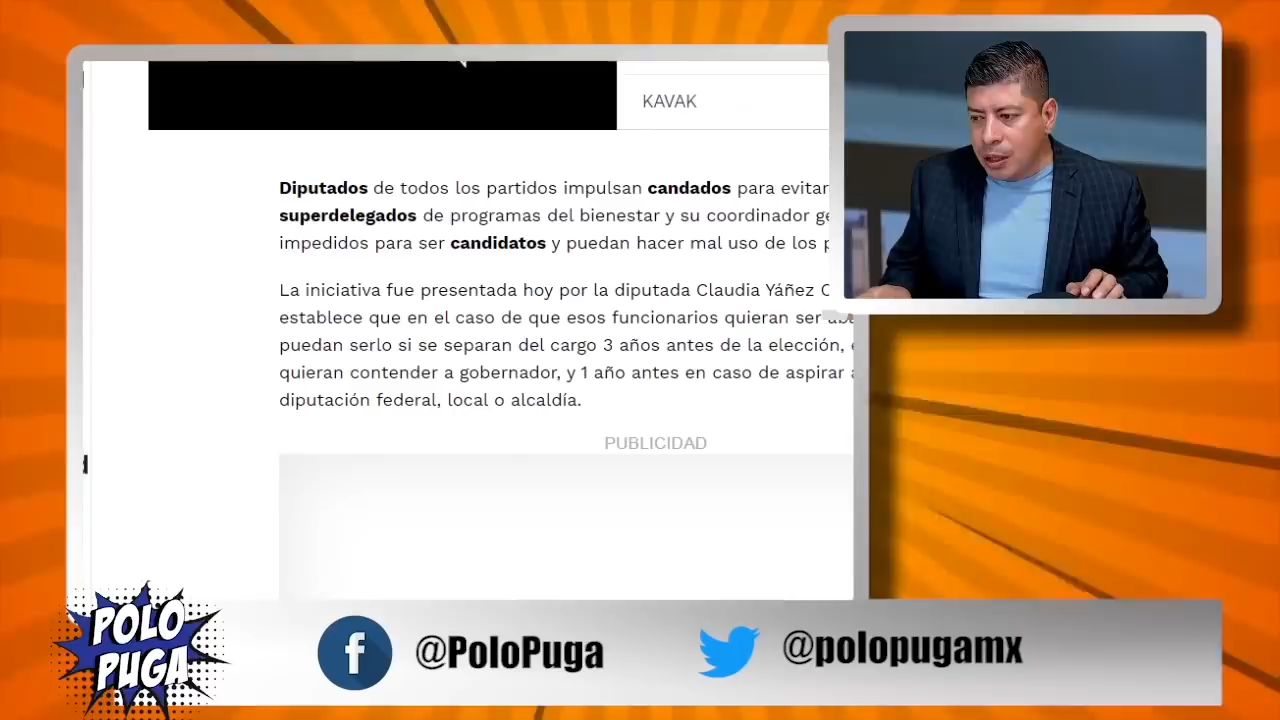 KAVAK
Diputados de todos los partidos impulsan candados para evitar
superdelegados de programas del bienestar y su coordinador
impedidos para ser candidatos y puedan hacer mal uso de los
La iniciativa fue presentada hoy por la diputada Claudia Yáñez
establece que en el caso de que esos funcionarios quieran ser
puedan serlo si se separan del cargo 3 años antes de la elección,
quieran contender a gobernador, y 1 año antes en caso de aspirar
diputación federal, local o alcaldía.
PUBLICIDAD
POLO
PUGA
@PoloPuga
@polopugamx